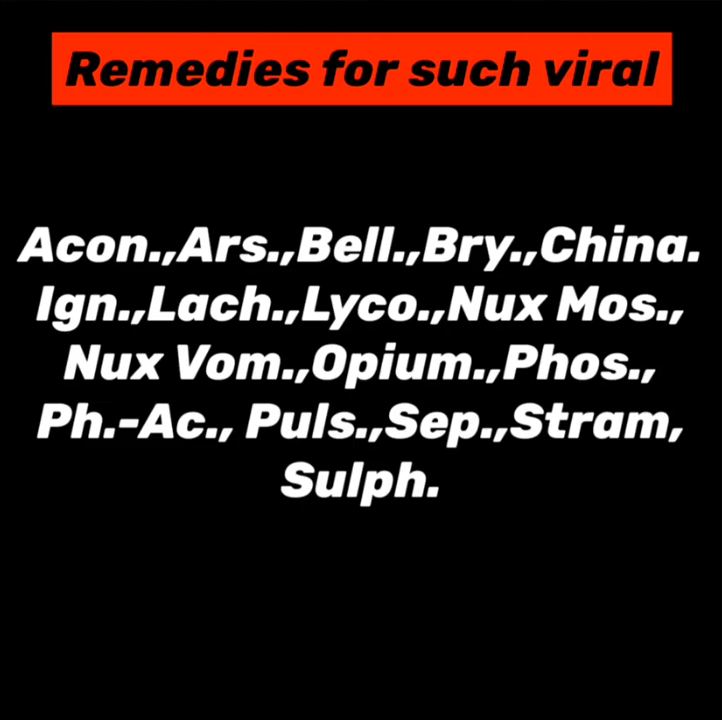 Remedies for such viral
Acon.,Ars.,Bell.,Bry.,China.
Ign.,Lach.,Lyco.,Nux Mos.,
Nux Vom.,Opium.,Phos.,
Ph.-Ac., Puls.,Sep.,Stram,
Sulph.